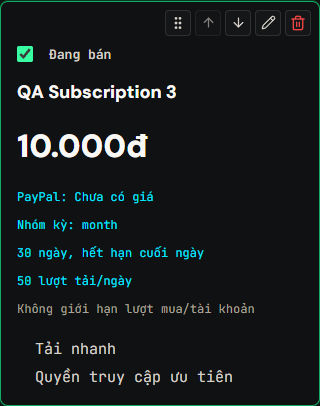 Đang bán
QA Subscription 3
10.000đ
PayPal: Chưa có giá
Nhóm kỳ: month
30 ngày, hết hạn cuối ngày
50 lượt tải/ngày
Không giới hạn lượt mua/tài khoản
Tải nhanh
Quyền truy cập ưu tiên